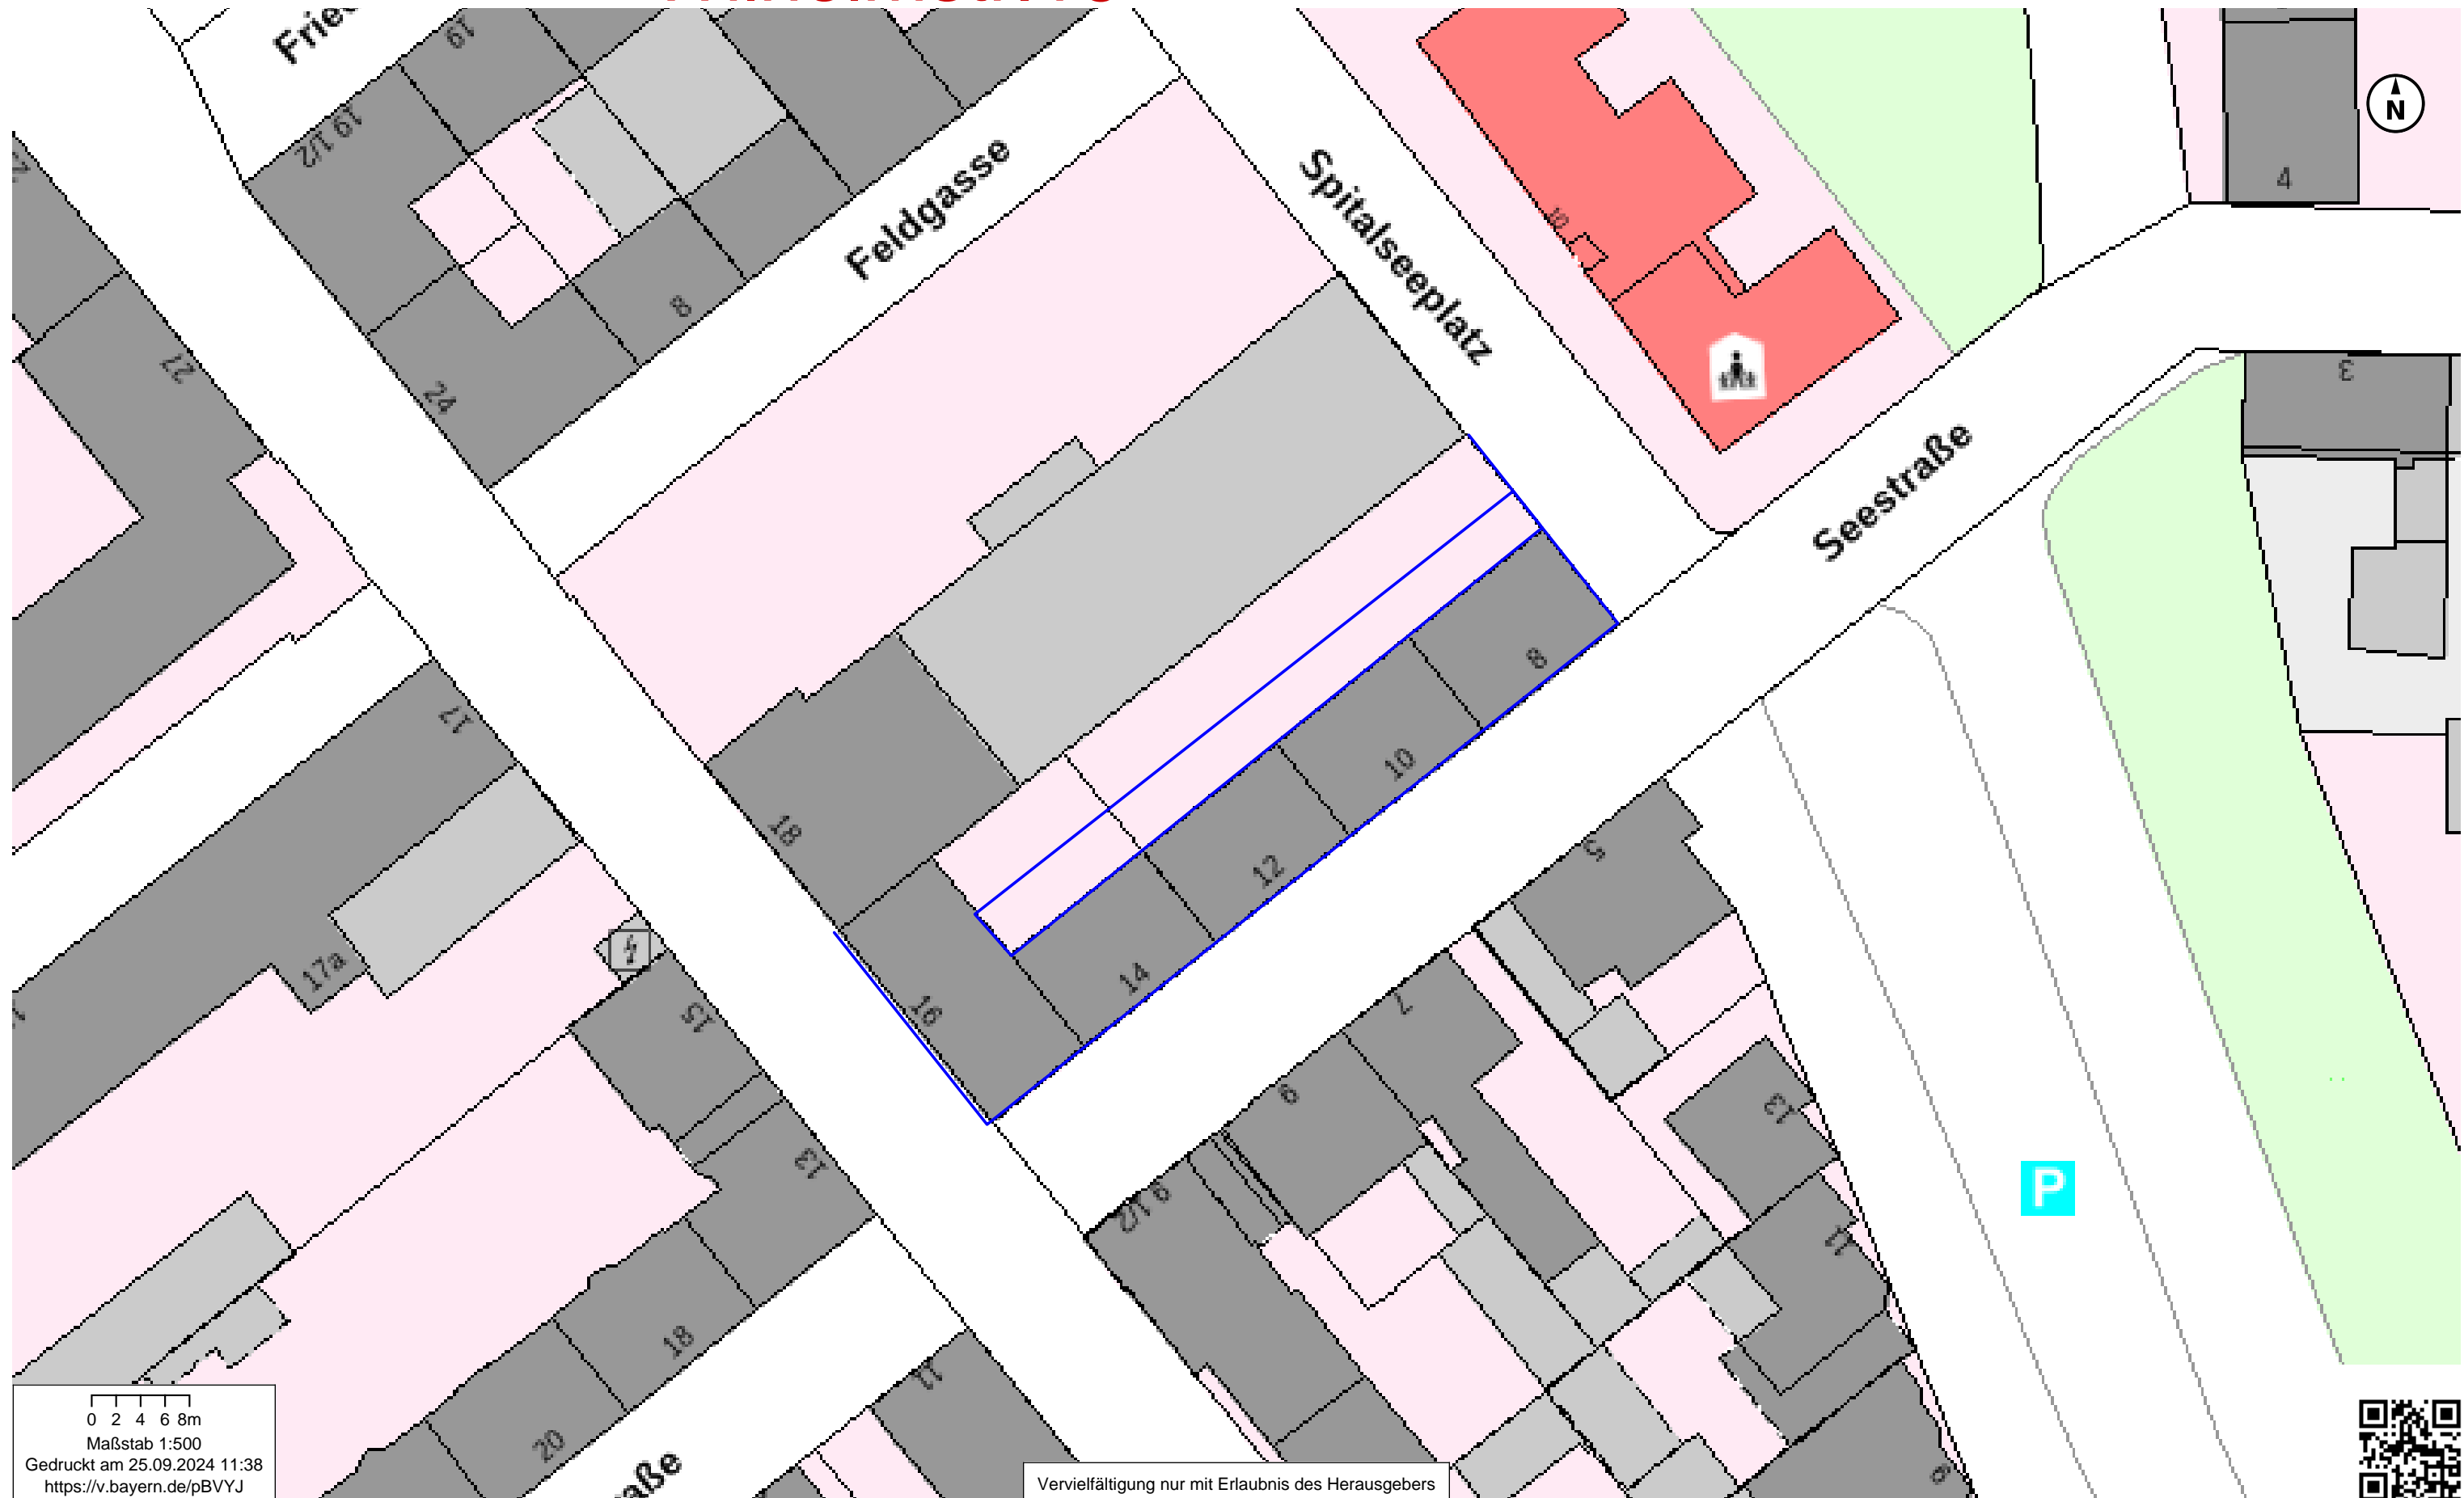 19
19 1/2
N
4
Feldgasse
Spitalseeplatz
10
8
27
24
3
Seestraße
8
17
10
18
12
5
17a
14
16
7
15
9
13
13
9 1/2
P
11
18
11
20
9
0 2 4 6 8m
Maßstab 1:500
Gedruckt am 25.09.2024 11:38
https://v.bayern.de/pBVYJ
Vervielfältigung nur mit Erlaubnis des Herausgebers